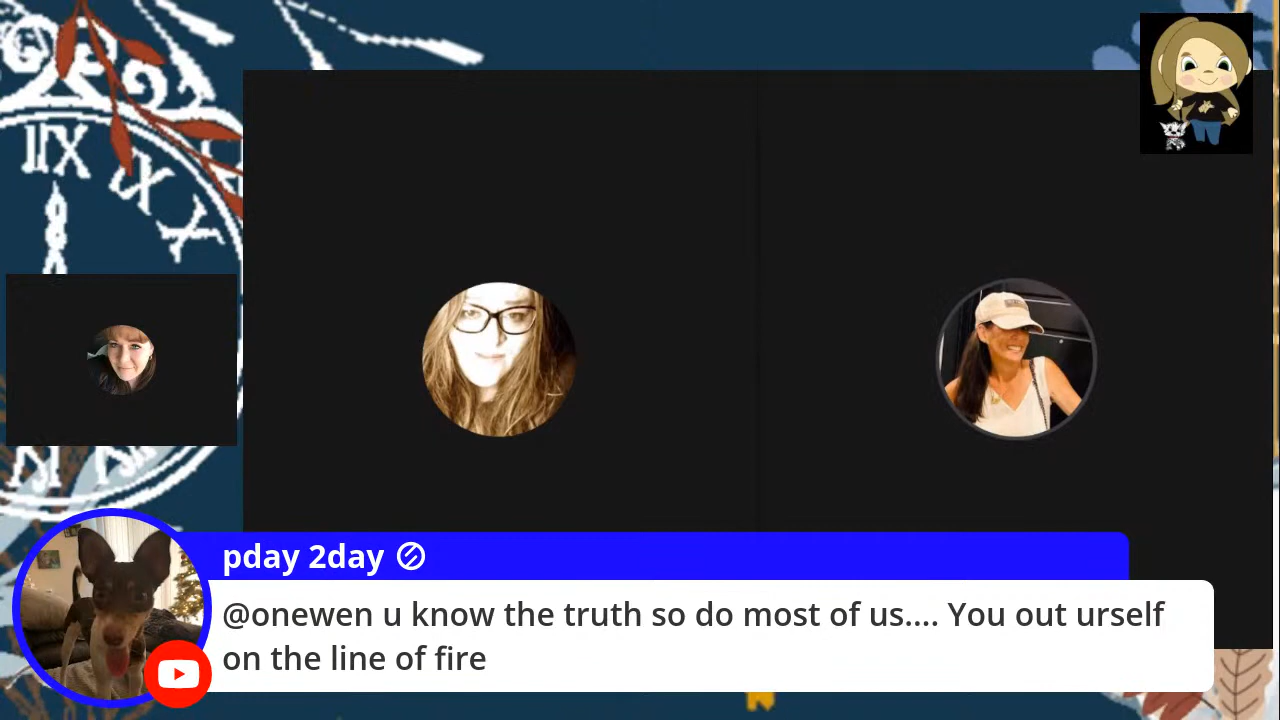 IX
X
pday 2day
@onewen u know the truth so do most of us.... You out urself
on the line of fire